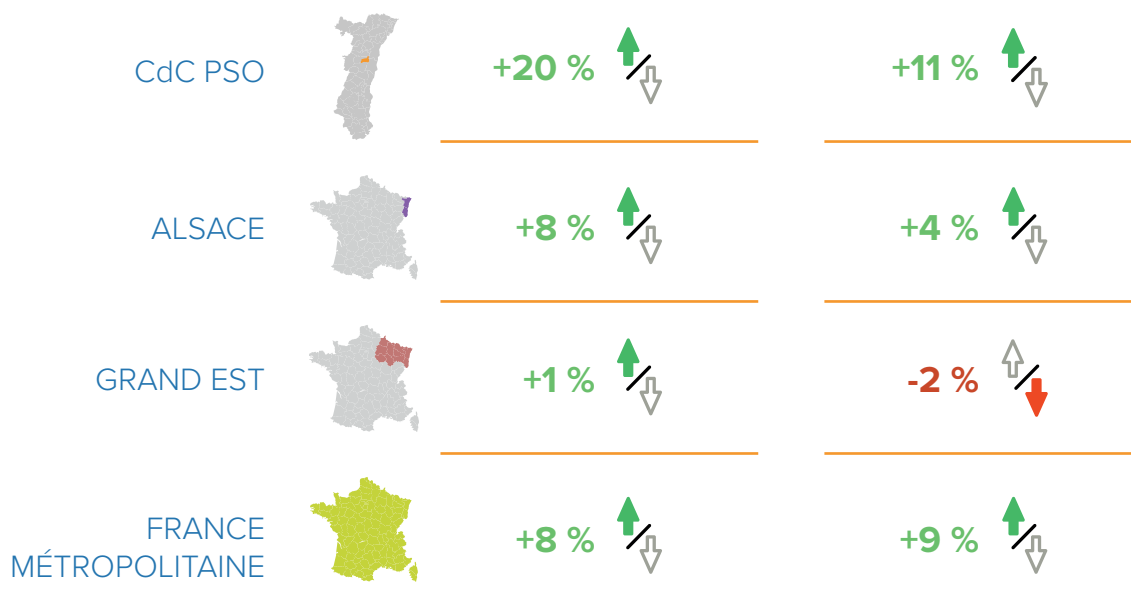 CdC PSO
+20 %
+11 %
ALSACE
+8 %
+4 %
GRAND EST
+1 %
-2 %
FRANCE
MÉTROPOLITAINE
+8 %
+9 %